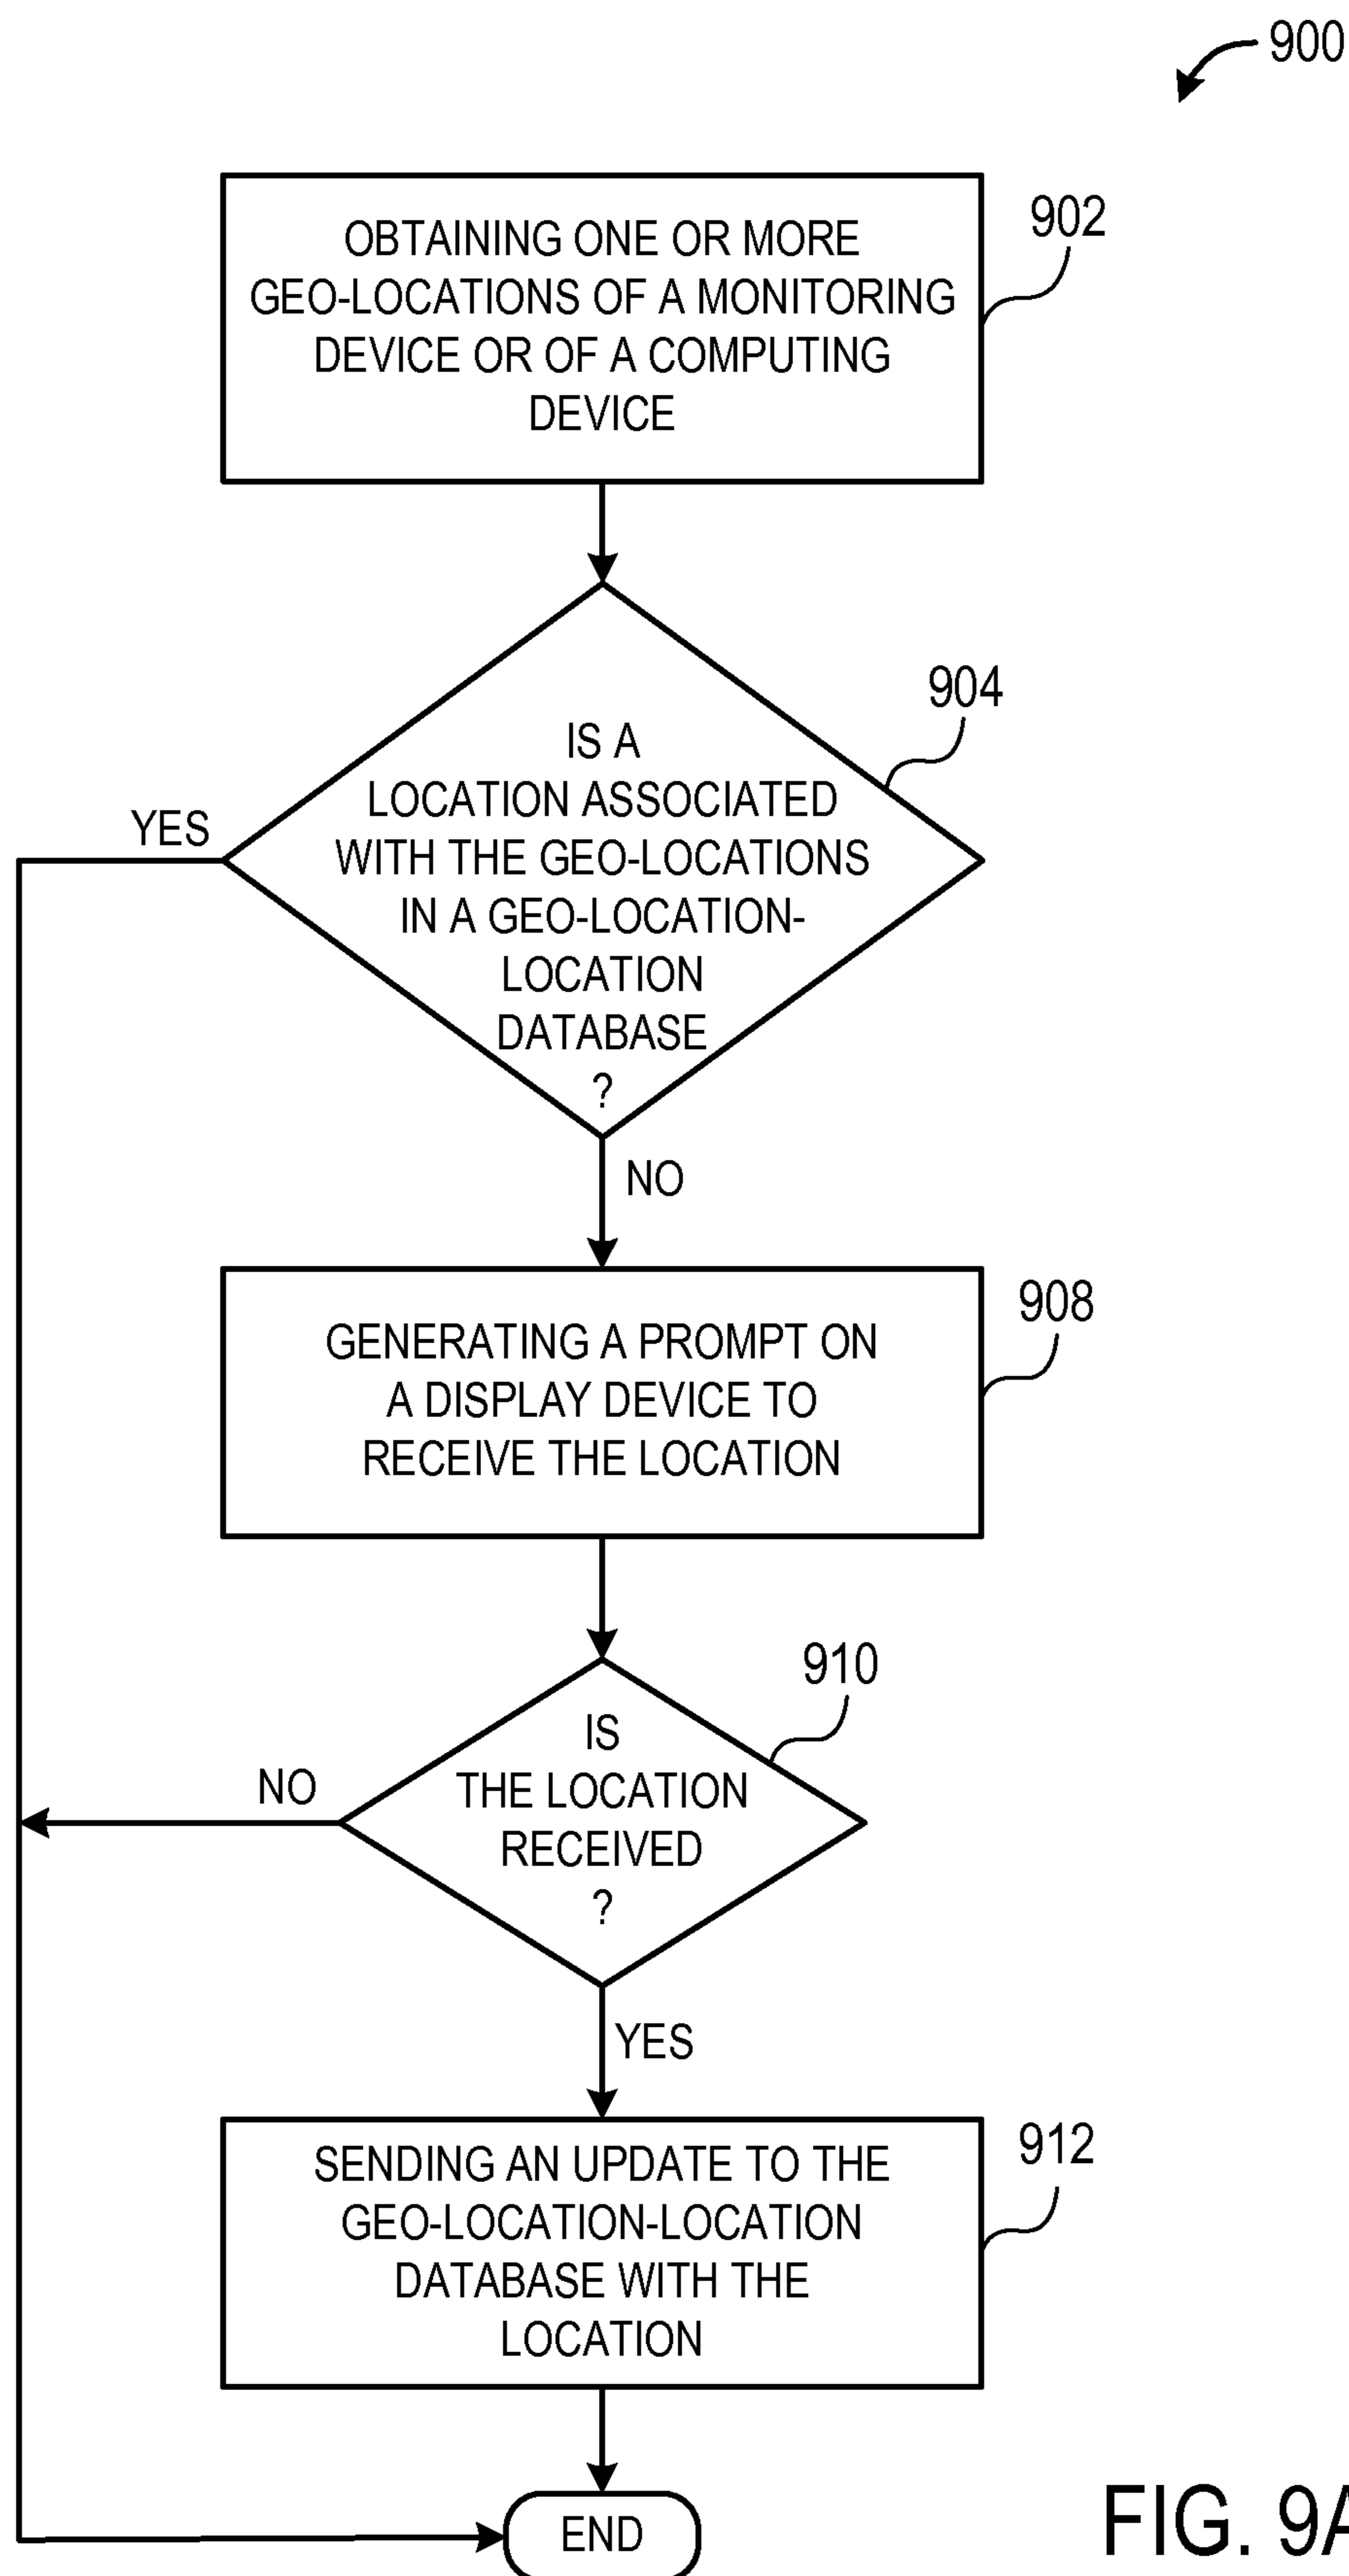 900
OBTAINING ONE OR MORE
GEO-LOCATIONS OF A MONITORING
DEVICE OR OF A COMPUTING
DEVICE
902
904
IS A
LOCATION ASSOCIATED
WITH THE GEO-LOCATIONS
IN A GEO-LOCATION-
LOCATION
DATABASE
?
YES
NO
908
GENERATING A PROMPT ON
A DISPLAY DEVICE TO
RECEIVE THE LOCATION
910
IS
THE LOCATION
RECEIVED
?
NO
YES
912
SENDING AN UPDATE TO THE
GEO-LOCATION-LOCATION
DATABASE WITH THE
LOCATION
END
FIG. 9A